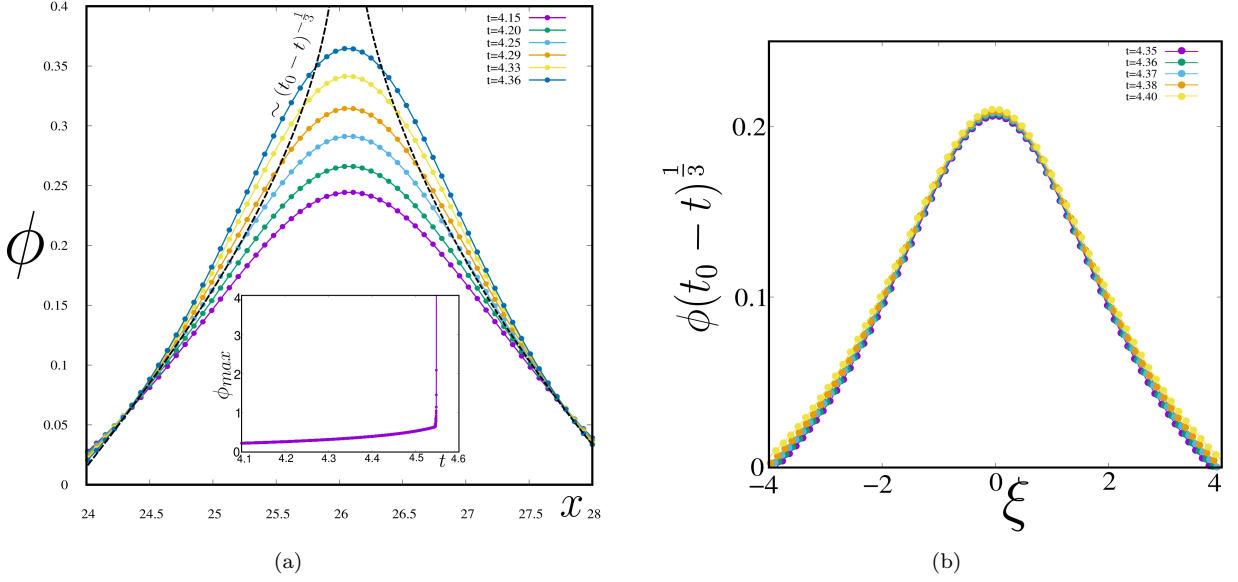 0.4
0.35
0.3
0.25
0.2
0.15
0.1
0.05
0
ϕ
t=4.15
t=4.20
t=4.25
t=4.29
t=4.33
t=4.36
~ (t₀ − t)^{-1/3}
4
3
2
1
0
ϕmax
4.1 4.2 4.3 4.4 4.5 t 4.6
24 24.5 25 25.5 26 26.5 27 27.5 x 28
(a)
t=4.35
t=4.36
t=4.37
t=4.38
t=4.40
0.2
0.1
0
ϕ(t₀ − t)^{1/3}
−4 −2 0 2 4
ξ
(b)